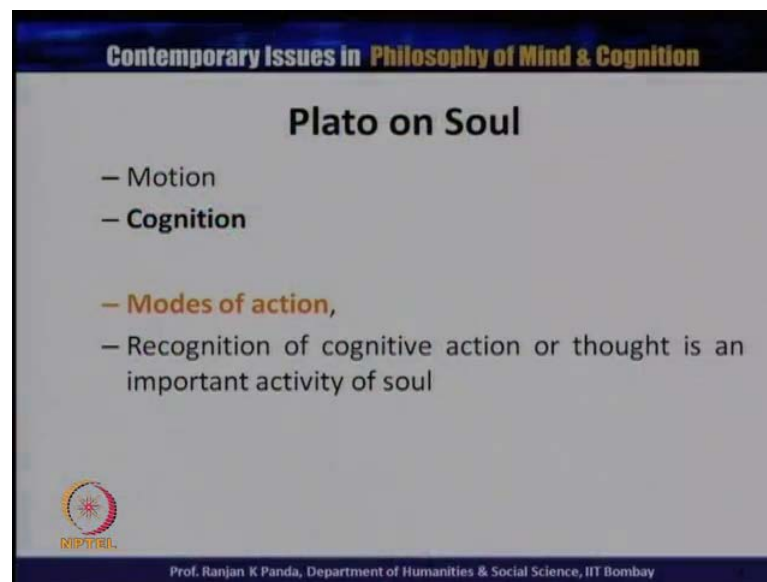 Contemporary Issues in Philosophy of Mind & Cognition
Plato on Soul
– Motion
– Cognition
– Modes of action,
– Recognition of cognitive action or thought is an
important activity of soul
NPTEL
Prof. Ranjan K Panda, Department of Humanities & Social Science, IIT Bombay